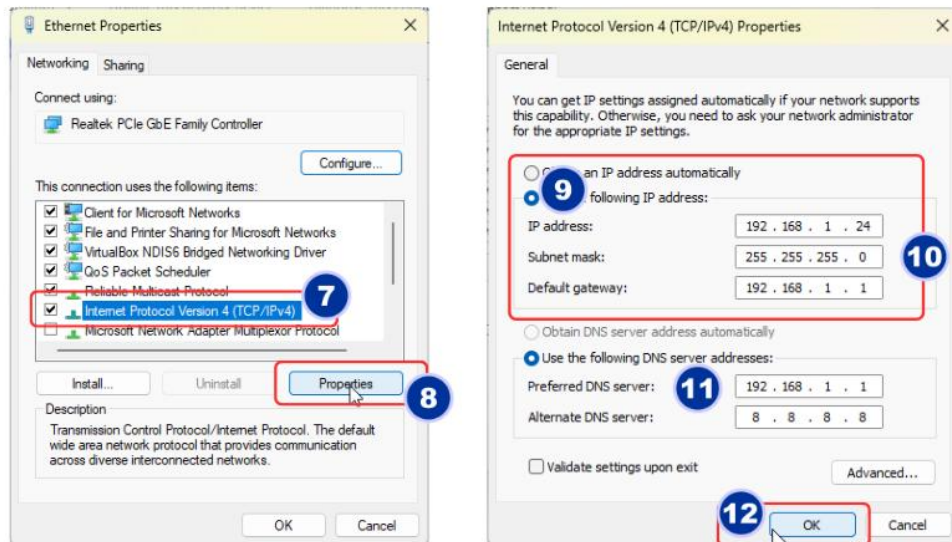 Ethernet Properties
Networking Sharing
Connect using:
Realtek PCIe GbE Family Controller
Configure...
This connection uses the following items:
Client for Microsoft Networks
File and Printer Sharing for Microsoft Networks
VirtualBox NDIS6 Bridged Networking Driver
QoS Packet Scheduler
Reliable Multicast Protocol
7
Internet Protocol Version 4 (TCP/IPv4)
Microsoft Network Adapter Multiplexor Protocol
Install... Uninstall Properties
8
Description
Transmission Control Protocol/Internet Protocol. The default
wide area network protocol that provides communication
across diverse interconnected networks.
OK Cancel
Internet Protocol Version 4 (TCP/IPv4) Properties
General
You can get IP settings assigned automatically if your network supports
this capability. Otherwise, you need to ask your network administrator
for the appropriate IP settings.
an IP address automatically
9
following IP address:
IP address: 192 . 168 . 1 . 24
Subnet mask: 255 . 255 . 255 . 0
10
Default gateway: 192 . 168 . 1 . 1
Obtain DNS server address automatically
Use the following DNS server addresses:
Preferred DNS server: 11 192 . 168 . 1 . 1
Alternate DNS server: 8 . 8 . 8 . 8
Validate settings upon exit
Advanced...
12
OK Cancel